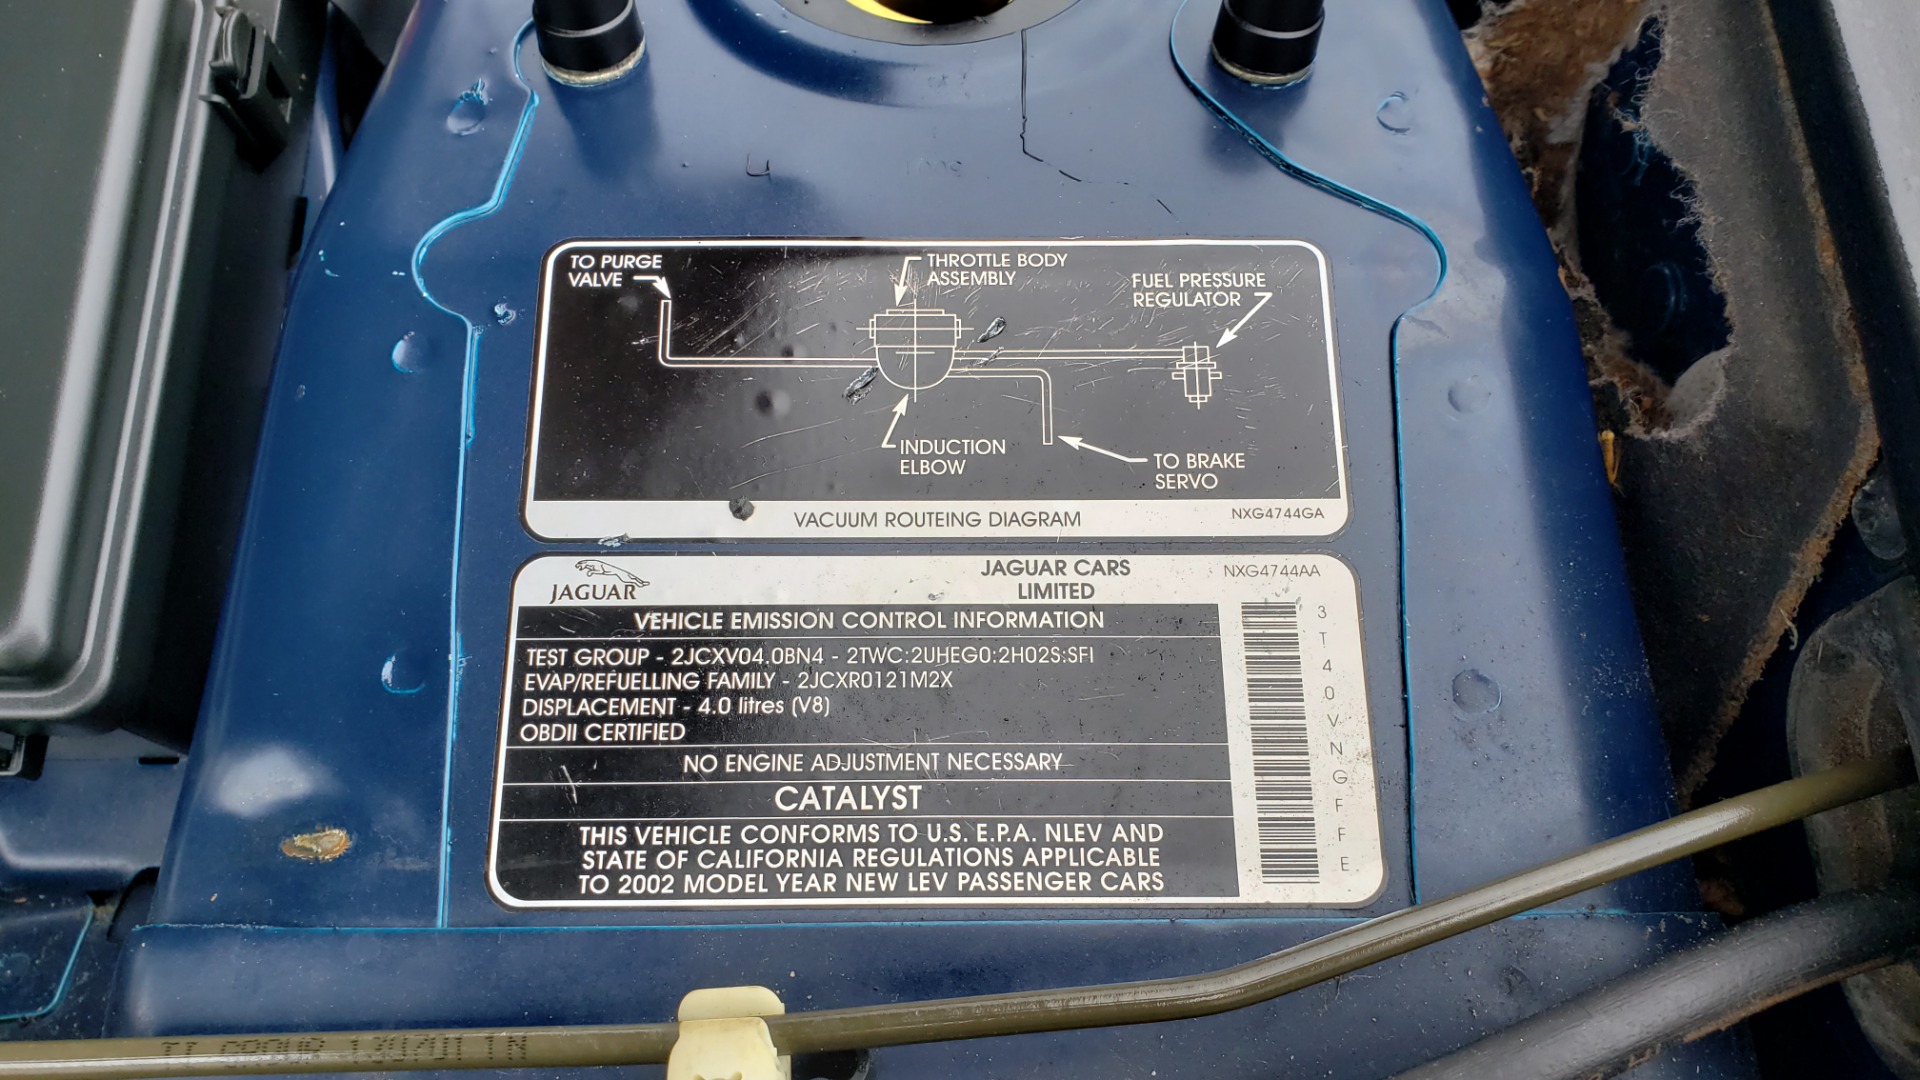 TO PURGE
VALVE
THROTTLE BODY
ASSEMBLY
FUEL PRESSURE
REGULATOR
INDUCTION
ELBOW
TO BRAKE
SERVO
VACUUM ROUTEING DIAGRAM
NXG4744GA
JAGUAR
JAGUAR CARS
LIMITED
NXG4744AA
VEHICLE EMISSION CONTROL INFORMATION
TEST GROUP - 2JCXV04.0BN4 - 2TWC:2UHEGO:2HO2S:SFI
EVAP/REFUELLING FAMILY - 2JCXR0121M2X
DISPLACEMENT - 4.0 litres (V8)
OBDII CERTIFIED
NO ENGINE ADJUSTMENT NECESSARY
CATALYST
THIS VEHICLE CONFORMS TO U.S. E.P.A. NLEV AND
STATE OF CALIFORNIA REGULATIONS APPLICABLE
TO 2002 MODEL YEAR NEW LEV PASSENGER CARS
3T40VNGFFE